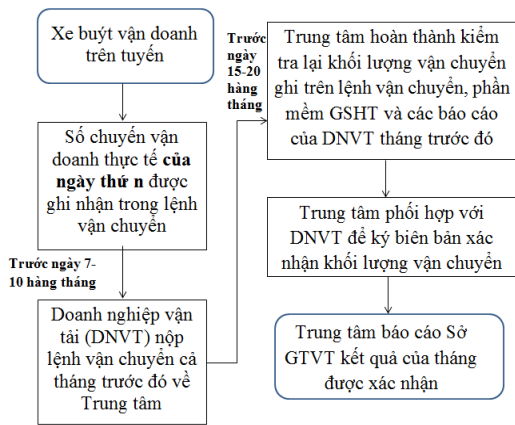 Xe buýt vận doanh
trên tuyến
Số chuyến vận
doanh thực tế của
ngày thứ n được
ghi nhận trong lệnh
vận chuyển
Trước ngày 7-
10 hàng tháng
Doanh nghiệp vận
tải (DNVT) nộp
lệnh vận chuyển cả
tháng trước đó về
Trung tâm
Trước
ngày
15-20
hàng
tháng
Trung tâm hoàn thành kiểm
tra lại khối lượng vận chuyển
ghi trên lệnh vận chuyển, phần
mềm GSHT và các báo cáo
của DNVT tháng trước đó
Trung tâm phối hợp với
DNVT để ký biên bản xác
nhận khối lượng vận chuyển
Trung tâm báo cáo Sở
GTVT kết quả của tháng
được xác nhận